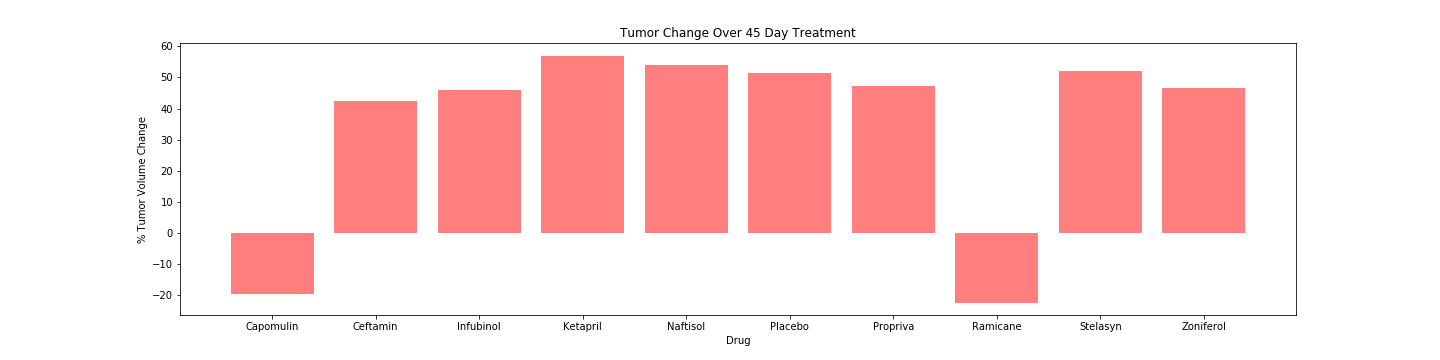 Tumor Change Over 45 Day Treatment
60
50
40
30
20
10
0
−10
−20
% Tumor Volume Change
Capomulin Ceftamin Infubinol Ketapril Naftisol Placebo Propriva Ramicane Stelasyn Zoniferol
Drug